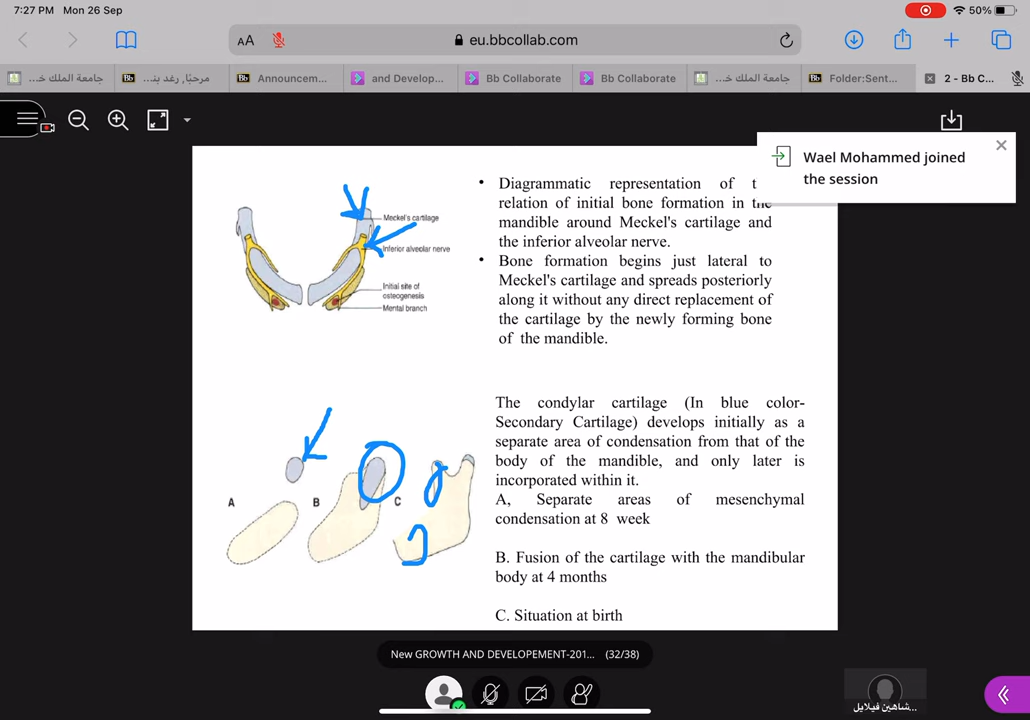 7:27 PM Mon 26 Sep
50%
AA
eu.bbcollab.com
جامعة الملك خـ...
مرحبًا, رغد بنـ...
Announcem...
and Develop...
Bb Collaborate
Bb Collaborate
جامعة الملك خـ...
Folder:Sent...
2 - Bb C...
Wael Mohammed joined
the session
Meckel's cartilage
Inferior alveolar nerve
Initial site of
osteogenesis
Mental branch
• Diagrammatic representation of t
relation of initial bone formation in the
mandible around Meckel's cartilage and
the inferior alveolar nerve.
• Bone formation begins just lateral to
Meckel's cartilage and spreads posteriorly
along it without any direct replacement of
the cartilage by the newly forming bone
of the mandible.
A
B
C
The condylar cartilage (In blue color-
Secondary Cartilage) develops initially as a
separate area of condensation from that of the
body of the mandible, and only later is
incorporated within it.
A, Separate areas of mesenchymal
condensation at 8 week
B. Fusion of the cartilage with the mandibular
body at 4 months
C. Situation at birth
New GROWTH AND DEVELOPEMENT-201... (32/38)
شاهين فيلايل...